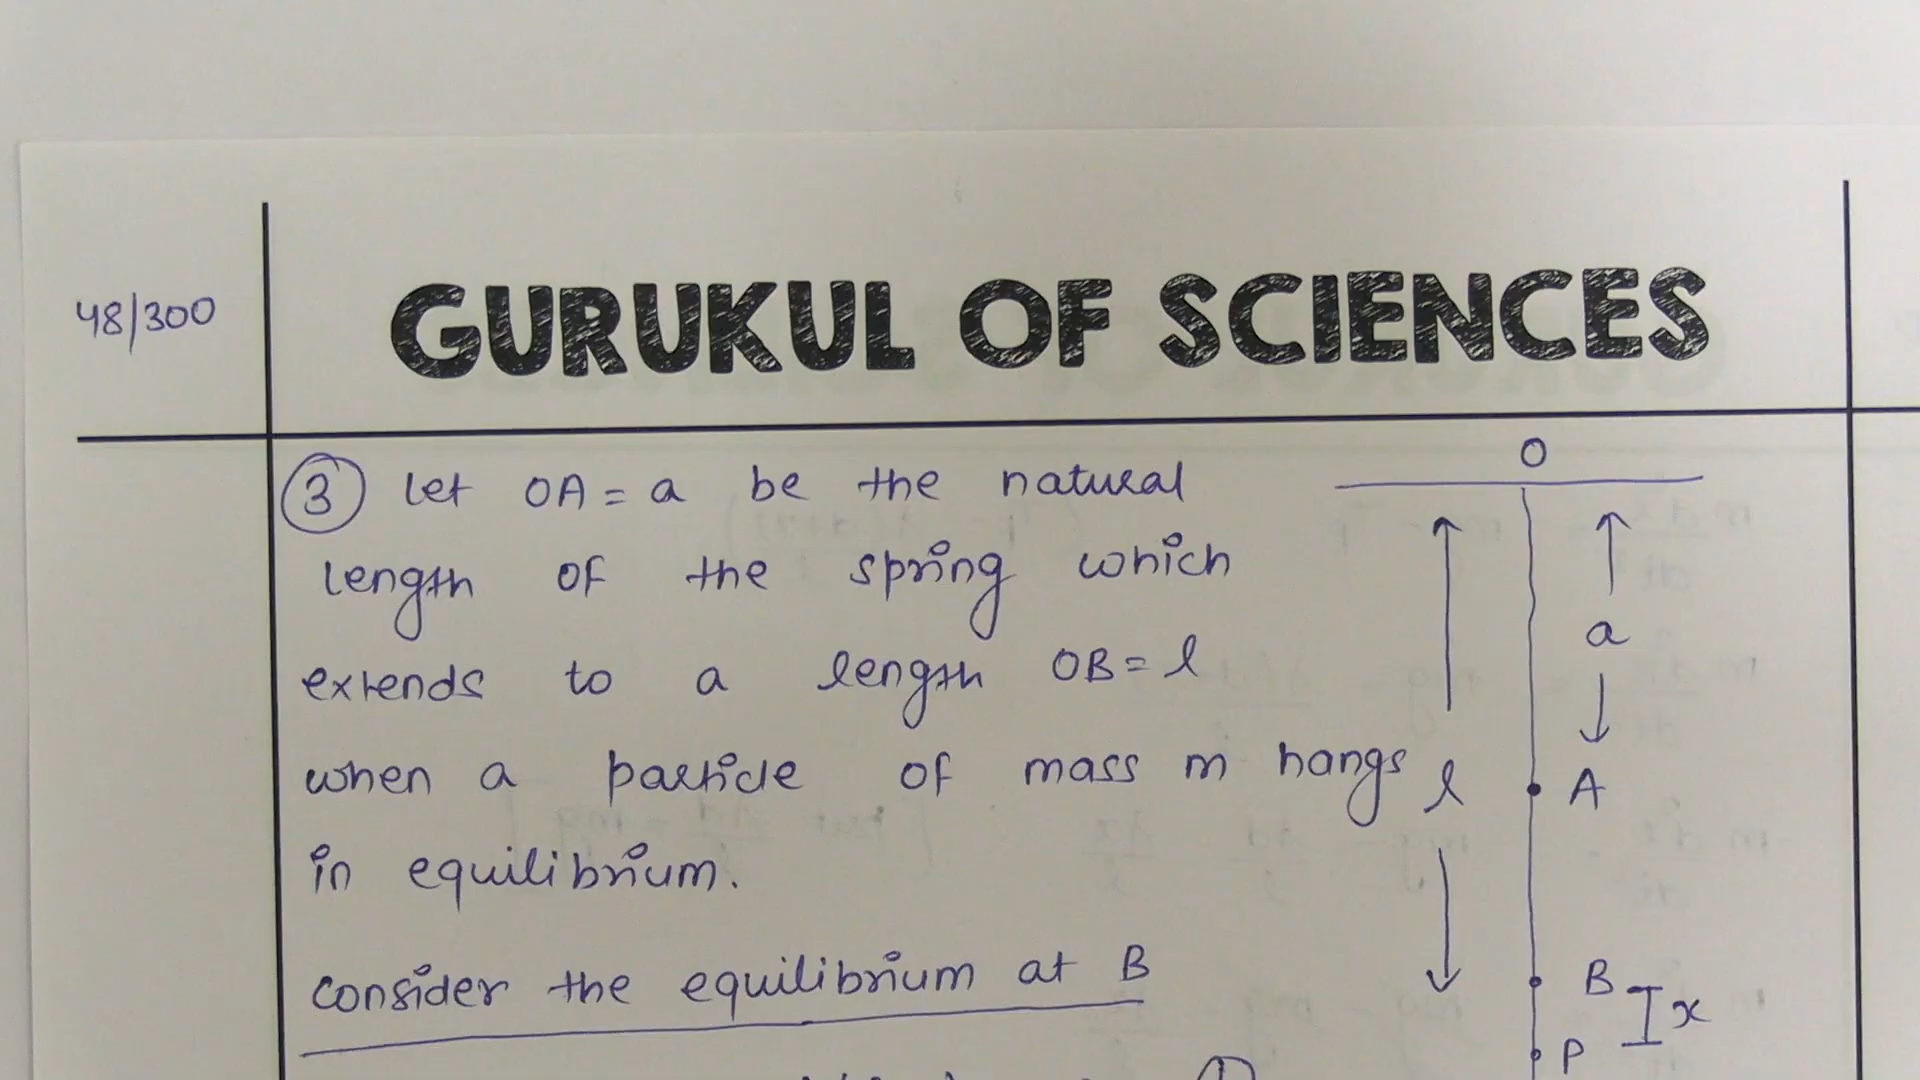 48/300
GURUKUL OF SCIENCES
③ Let OA = a be the natural
length of the spring which
extends to a length OB = l
when a particle of mass m hangs
in equilibrium.
consider the equilibrium at B
O
a
l
A
B
x
P